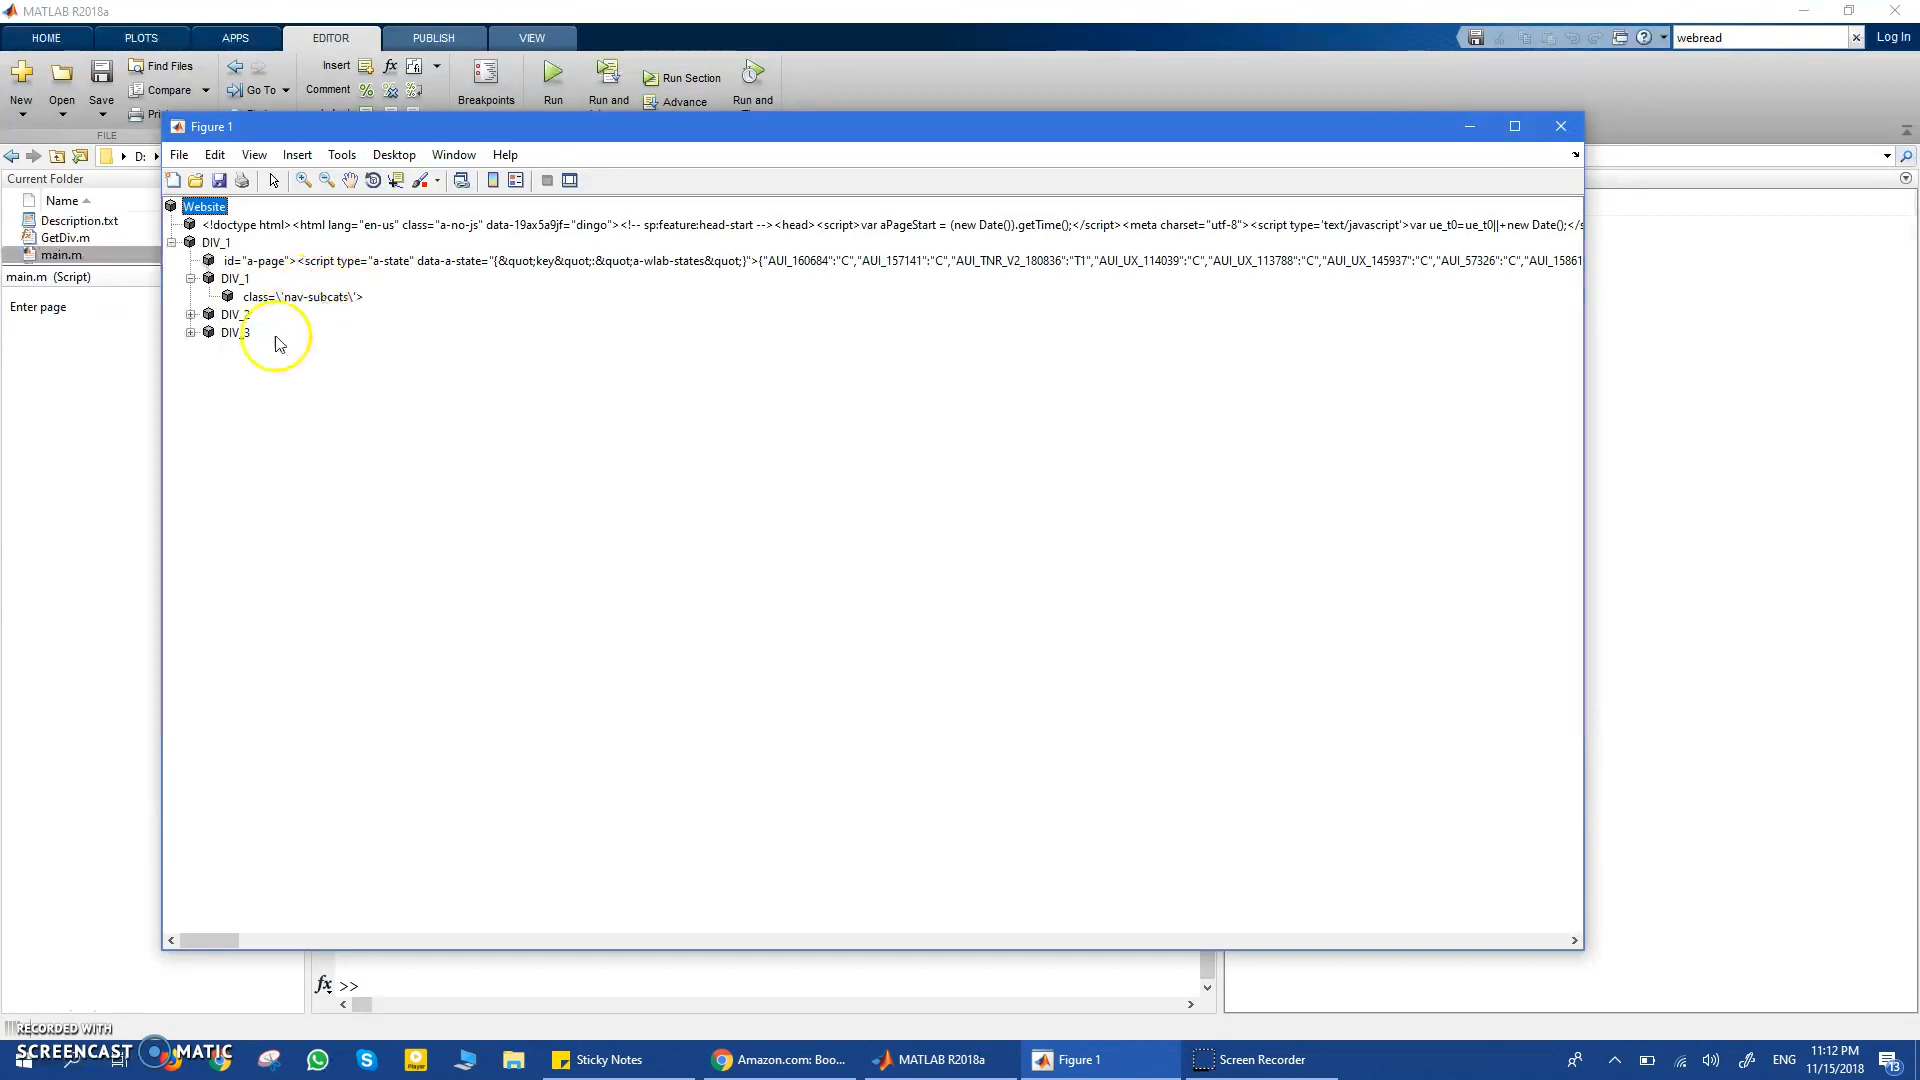 MATLAB R2018a
HOME PLOTS APPS EDITOR PUBLISH VIEW
webread
Log In
New
Open
Save
Find Files
Compare
FILE
Insert
Comment
Go To
Breakpoints
Run
Run and
Run Section
Advance
Run and
D:
Current Folder
Name
Description.txt
GetDiv.m
main.m
main.m (Script)
Enter page
Figure 1
File Edit View Insert Tools Desktop Window Help
Website
<!doctype html><html lang="en-us" class="a-no-js" data-19ax5a9jf="dingo"><!-- sp:feature:head-start --><head><script>var aPageStart = (new Date()).getTime();</script><meta charset="utf-8"><script type='text/javascript'>var ue_t0=ue_t0||+new Date();</s
DIV_1
id="a-page"><script type="a-state" data-a-state="{&quot;key&quot;:&quot;a-wlab-states&quot;}">{"AUI_160684":"C","AUI_157141":"C","AUI_TNR_V2_180836":"T1","AUI_UX_114039":"C","AUI_UX_113788":"C","AUI_UX_145937":"C","AUI_57326":"C","AUI_15861
DIV_1
class=\'nav-subcats\'>
DIV_2
DIV_3
fx >>
RECORDED WITH
SCREENCAST MATIC
Player
Sticky Notes
Amazon.com: Boo...
MATLAB R2018a
Figure 1
Screen Recorder
ENG
11:12 PM
11/15/2018
13